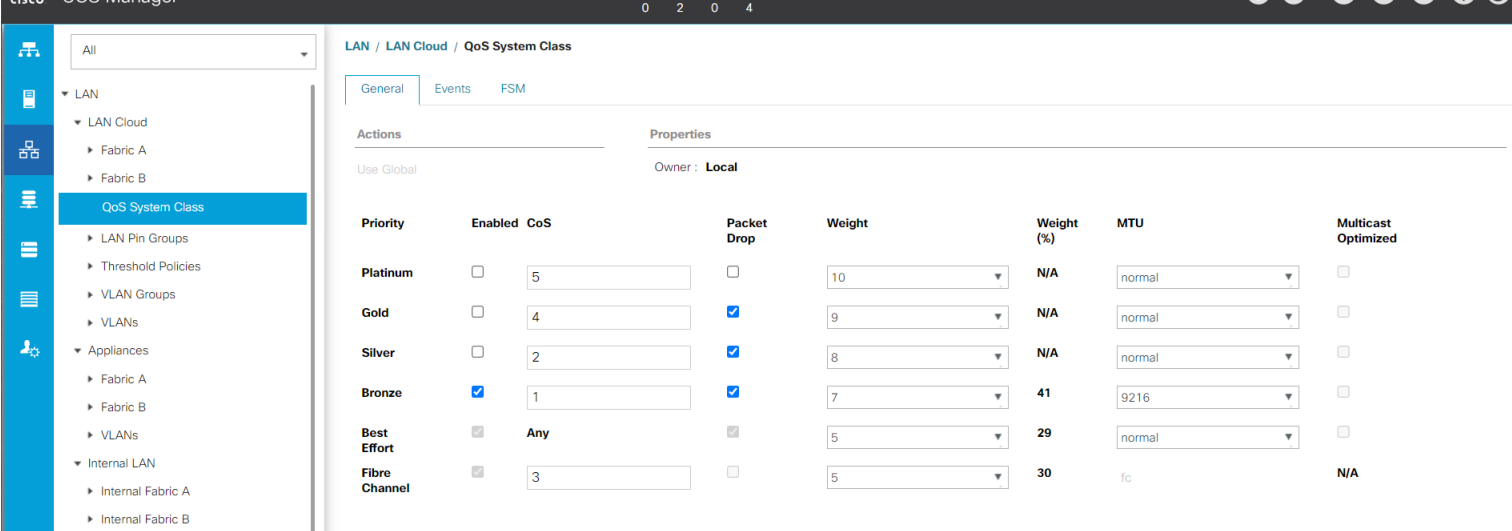 cisco UCS Manager
0 2 0 4
All
LAN / LAN Cloud / QoS System Class
General Events FSM
LAN
LAN Cloud
Fabric A
Fabric B
QoS System Class
LAN Pin Groups
Threshold Policies
VLAN Groups
VLANs
Appliances
Fabric A
Fabric B
VLANs
Internal LAN
Internal Fabric A
Internal Fabric B
Actions
Use Global
Properties
Owner : Local
Priority Enabled CoS Packet Drop Weight Weight (%) MTU Multicast Optimized
Platinum 5 10 N/A normal
Gold 4 9 N/A normal
Silver 2 8 N/A normal
Bronze 1 7 41 9216
Best Effort Any 5 29 normal
Fibre Channel 3 5 30 fc N/A